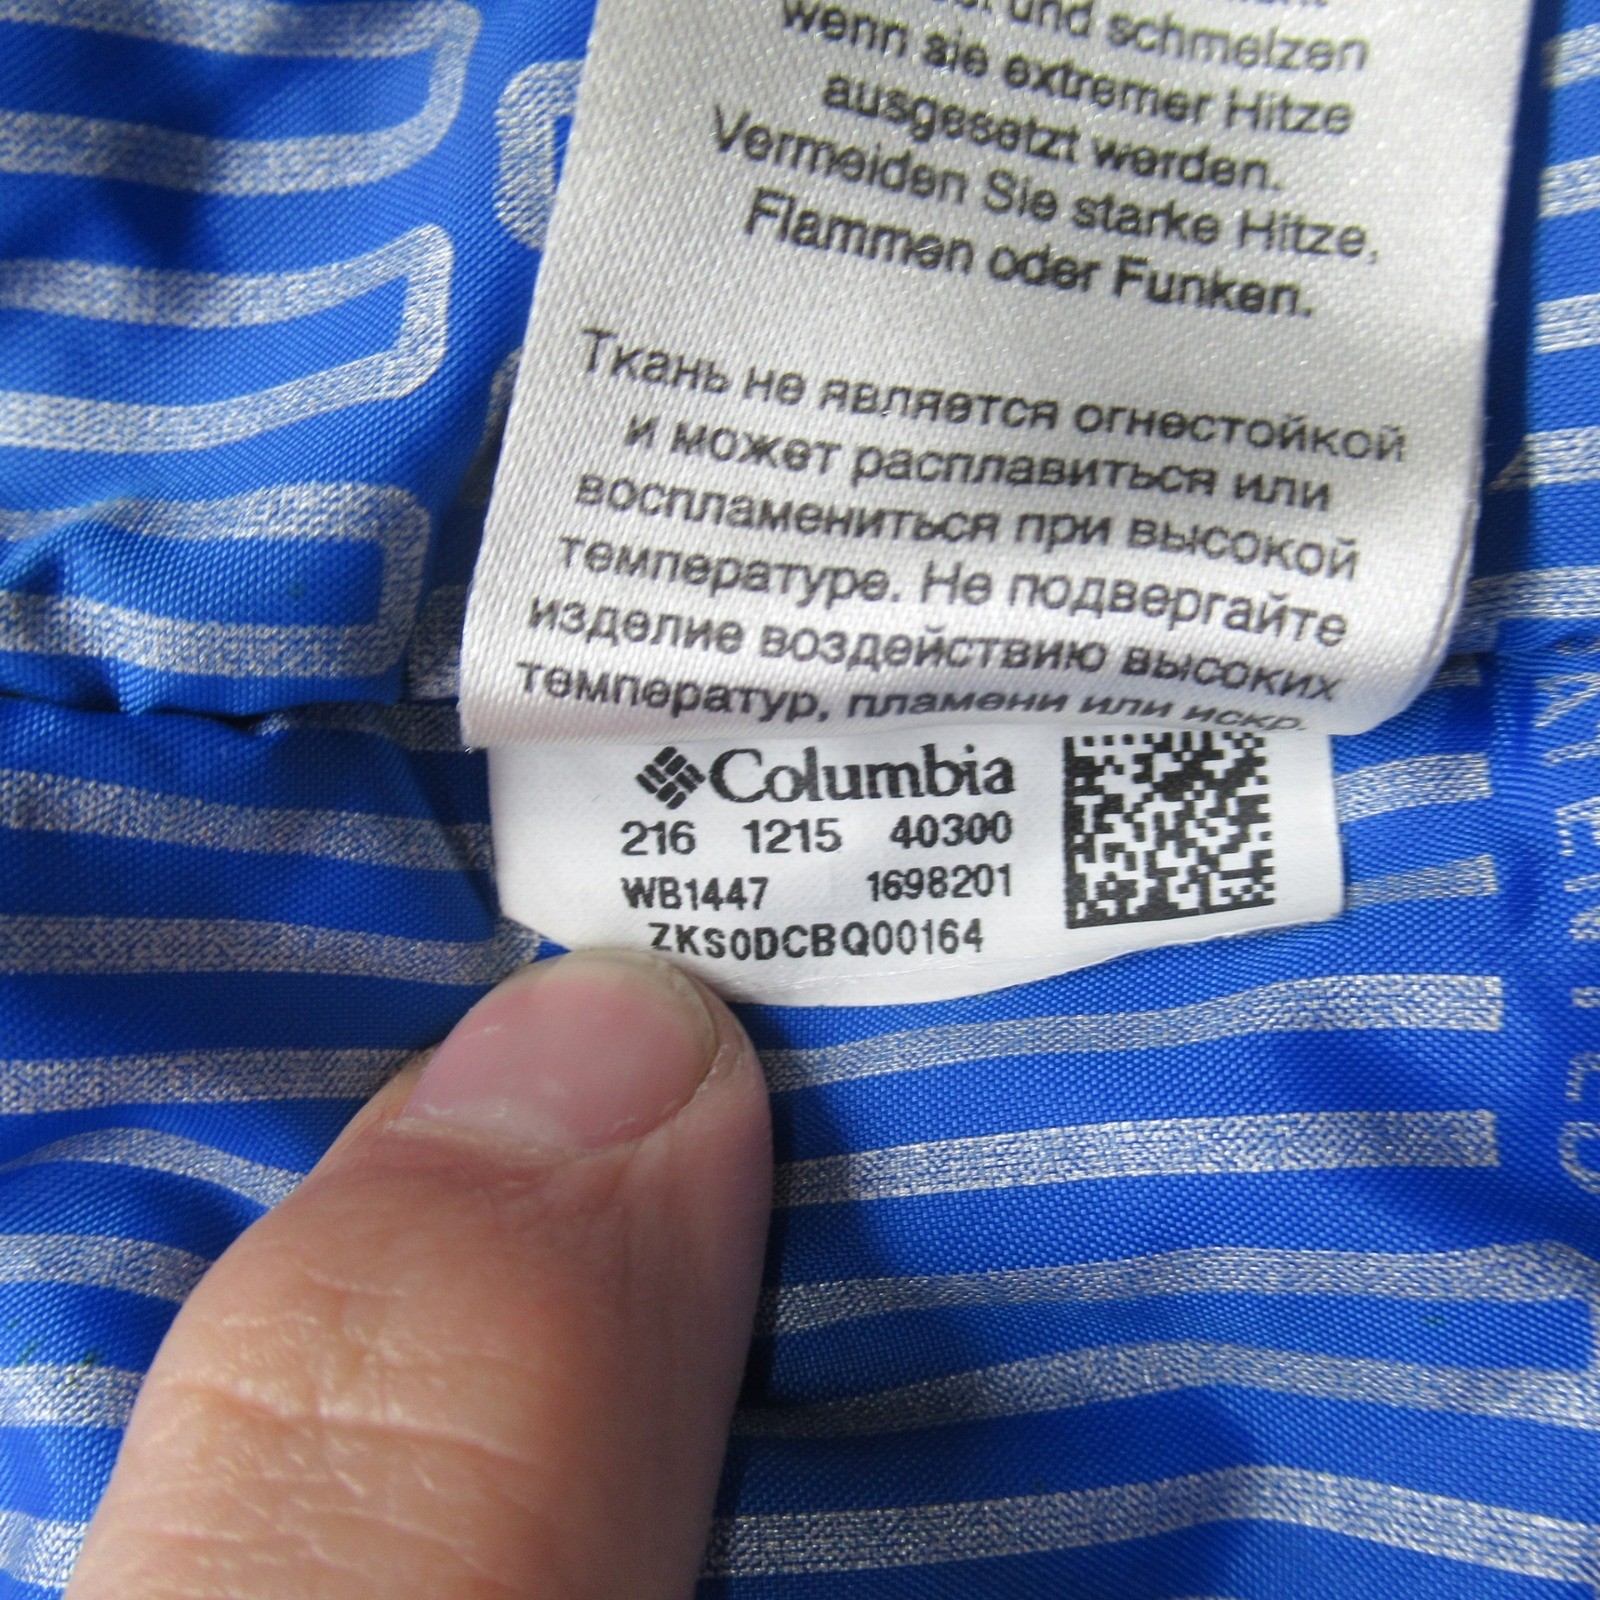 und schmelzen
wenn sie extremer Hitze
ausgesetzt werden.
Vermeiden Sie starke Hitze,
Flammen oder Funken.
Ткань не является огнестойкой
и может расплавиться или
воспламениться при высокой
температуре. Не подвергайте
изделие воздействию высоких
температур, пламени или искр.
Columbia
216 1215 40300
WB1447 1698201
ZKS0DCBQ00164